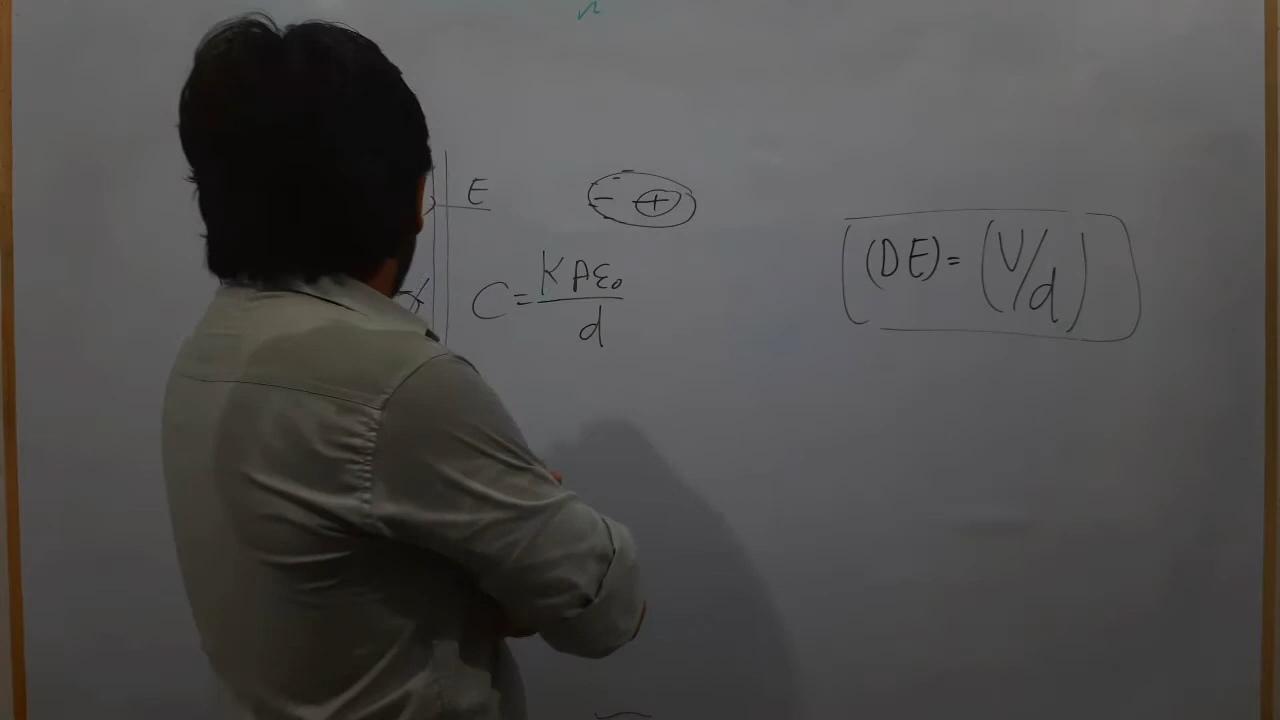 E
- +
C = KAε₀/d
(DE) = (V/d)